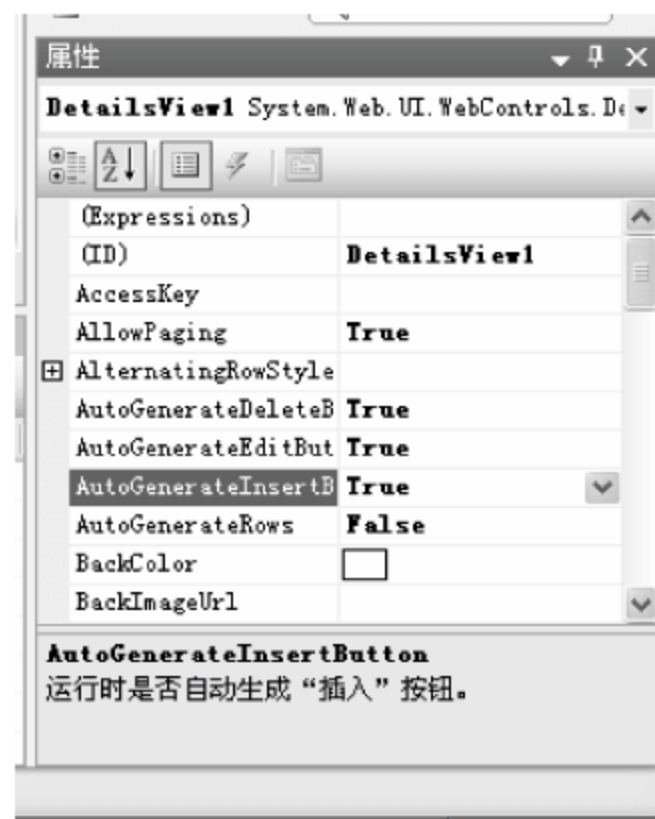 属性
DetailsView1 System.Web.UI.WebControls.De
(Expressions)
(ID) DetailsView1
AccessKey
AllowPaging True
AlternatingRowStyle
AutoGenerateDeleteB True
AutoGenerateEditBut True
AutoGenerateInsertB True
AutoGenerateRows False
BackColor
BackImageUrl
AutoGenerateInsertButton
运行时是否自动生成“插入”按钮。